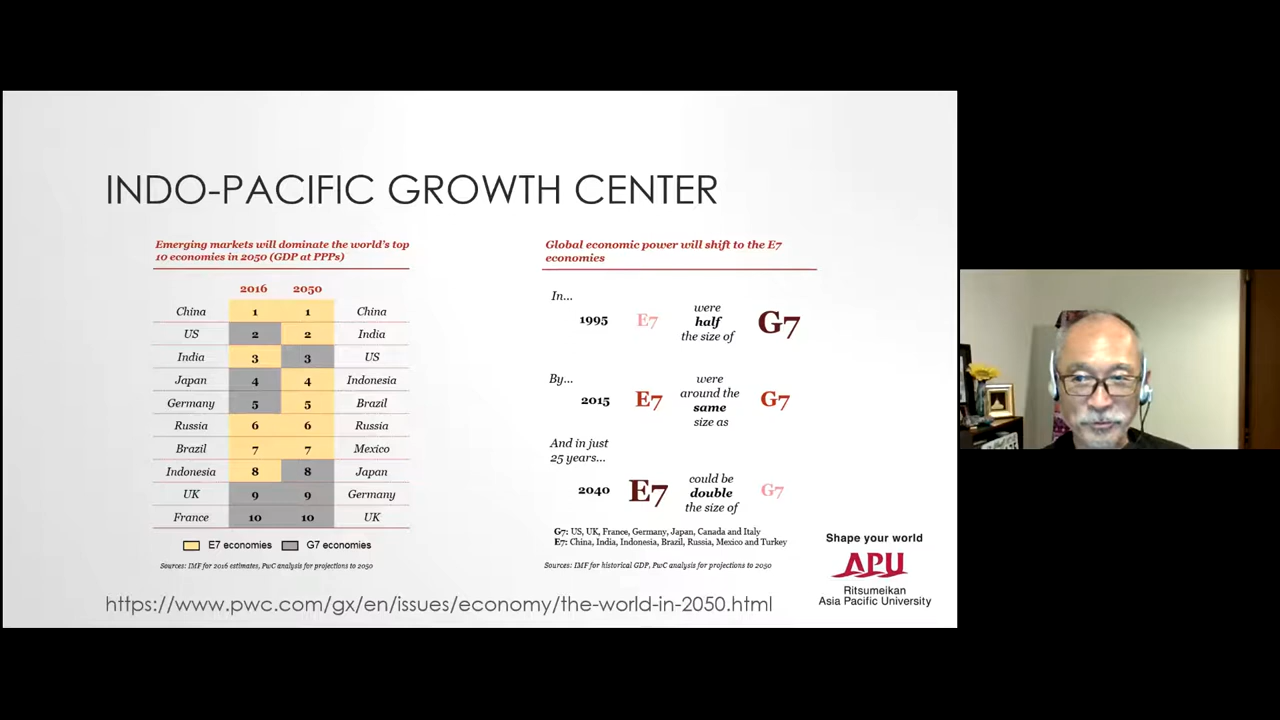 INDO-PACIFIC GROWTH CENTER
Emerging markets will dominate the world's top
10 economies in 2050 (GDP at PPPs)
2016 2050
China 1 1 China
US 2 2 India
India 3 3 US
Japan 4 4 Indonesia
Germany 5 5 Brazil
Russia 6 6 Russia
Brazil 7 7 Mexico
Indonesia 8 8 Japan
UK 9 9 Germany
France 10 10 UK
E7 economies G7 economies
Sources: IMF for 2016 estimates, PwC analysis for projections to 2050
Global economic power will shift to the E7
economies
In...
1995 E7 were
half
the size of G7
By...
2015 E7 were
around the
same
size as G7
And in just
25 years...
2040 E7 could be
double
the size of G7
G7: US, UK, France, Germany, Japan, Canada and Italy
E7: China, India, Indonesia, Brazil, Russia, Mexico and Turkey
Sources: IMF for historical GDP, PwC analysis for projections to 2050
https://www.pwc.com/gx/en/issues/economy/the-world-in-2050.html
Shape your world
APU
Ritsumeikan
Asia Pacific University